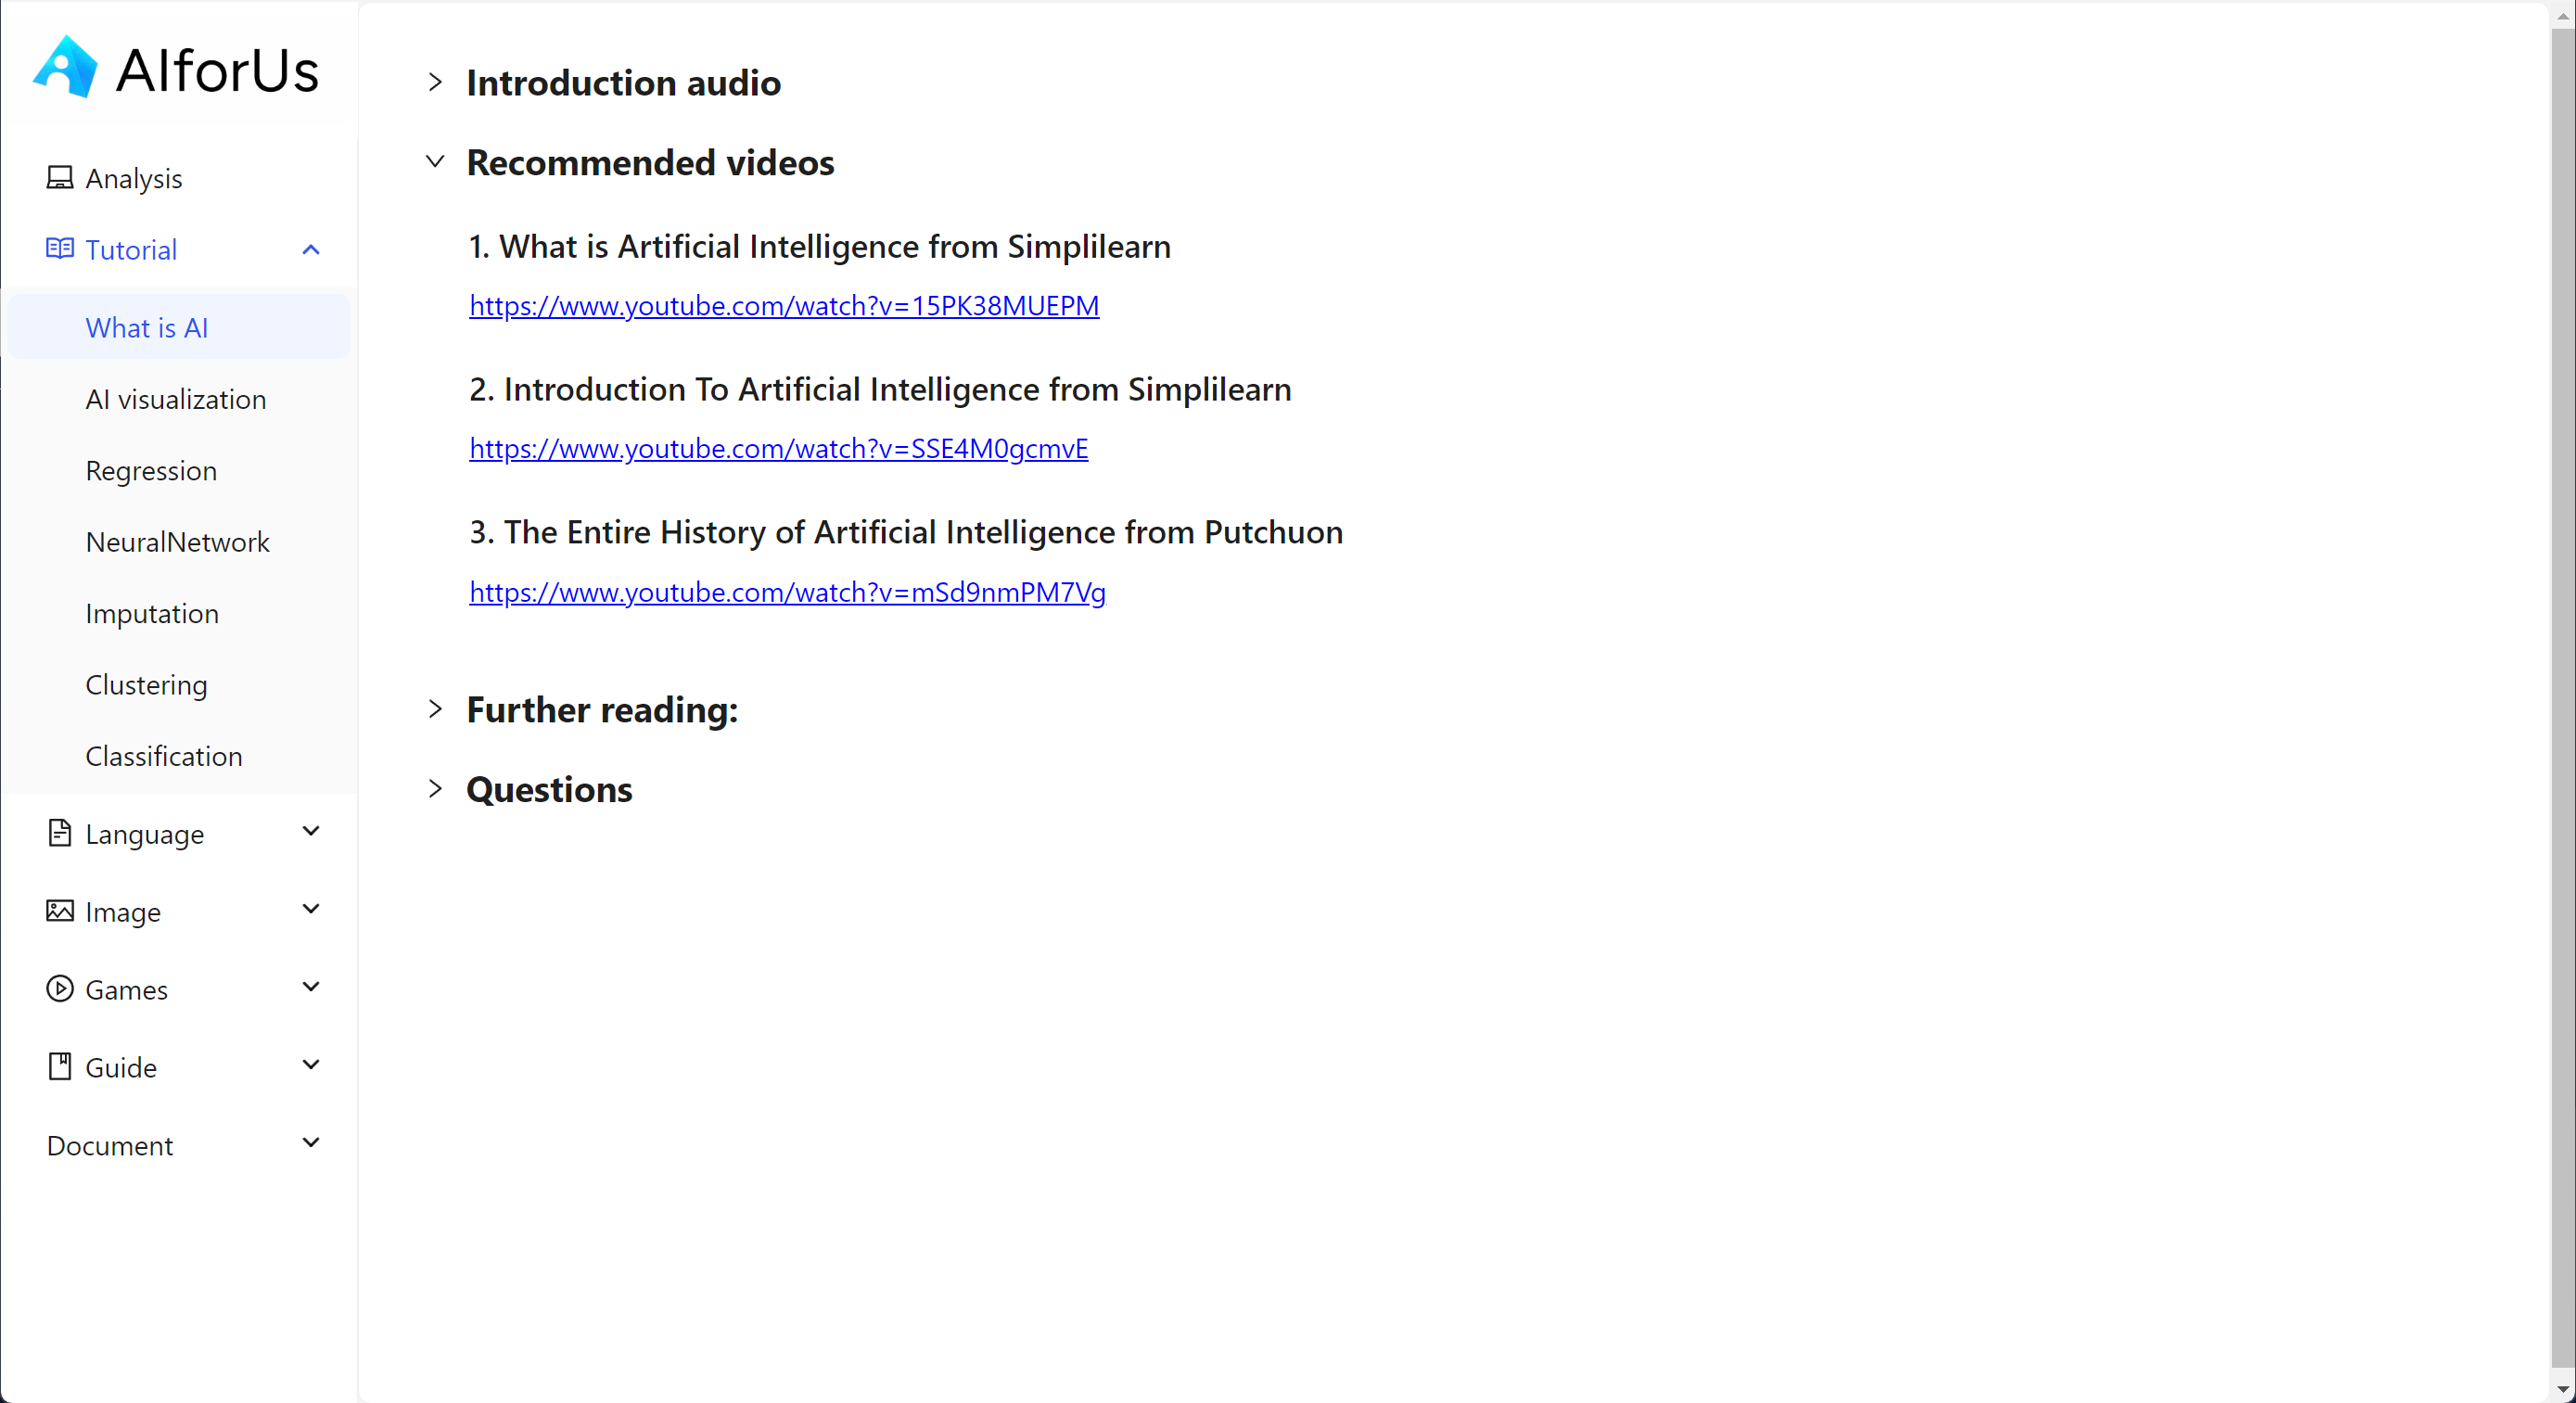 AIforUs
Analysis
Tutorial
What is AI
AI visualization
Regression
NeuralNetwork
Imputation
Clustering
Classification
Language
Image
Games
Guide
Document
Introduction audio
Recommended videos
1. What is Artificial Intelligence from Simplilearn
https://www.youtube.com/watch?v=15PK38MUEPM
2. Introduction To Artificial Intelligence from Simplilearn
https://www.youtube.com/watch?v=SSE4M0gcmvE
3. The Entire History of Artificial Intelligence from Putchuon
https://www.youtube.com/watch?v=mSd9nmPM7Vg
Further reading:
Questions